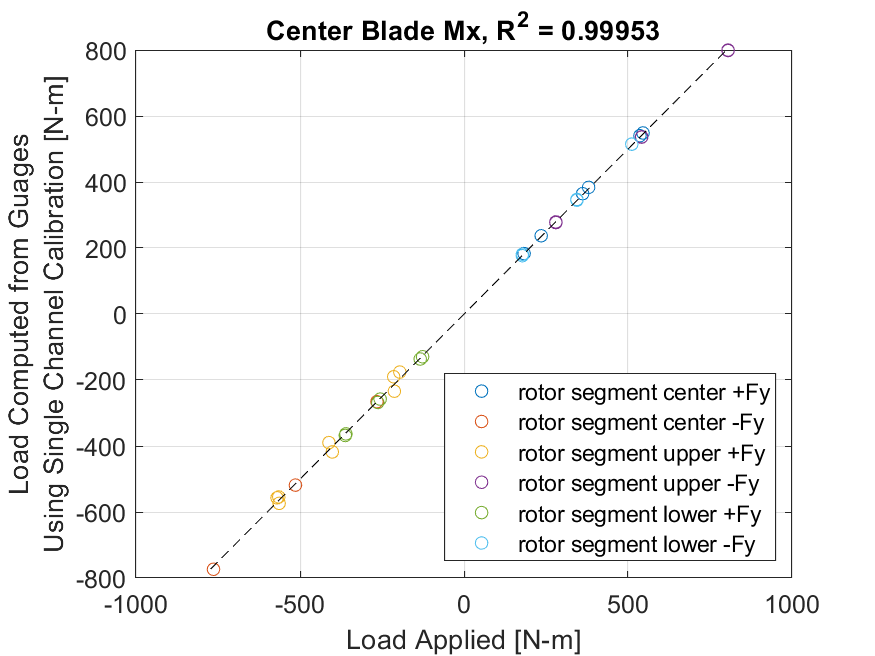 Center Blade Mx, R2 = 0.99953
Load Computed from Guages
Using Single Channel Calibration [N-m]
800
600
400
200
0
-200
-400
-600
-800
-1000
-500
0
500
1000
Load Applied [N-m]
rotor segment center +Fy
rotor segment center -Fy
rotor segment upper +Fy
rotor segment upper -Fy
rotor segment lower +Fy
rotor segment lower -Fy